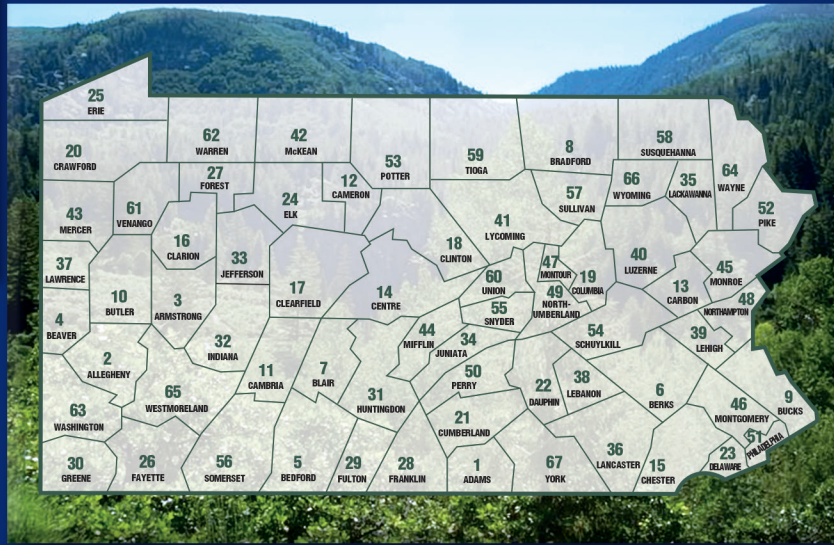 25
ERIE
62
WARREN
42
McKEAN
53
POTTER
59
TIOGA
8
BRADFORD
58
SUSQUEHANNA
20
CRAWFORD
27
FOREST
12
CAMERON
57
SULLIVAN
66
WYOMING
35
LACKAWANNA
64
WAYNE
52
PIKE
43
MERCER
61
VENANGO
24
ELK
41
LYCOMING
16
CLARION
33
JEFFERSON
18
CLINTON
37
LAWRENCE
17
CLEARFIELD
14
CENTRE
60
UNION
47
MONTOUR
19
COLUMBIA
40
LUZERNE
13
CARBON
45
MONROE
10
BUTLER
3
ARMSTRONG
55
SNYDER
49
NORTH-
UMBERLAND
48
NORTHAMPTON
4
BEAVER
32
INDIANA
44
MIFFLIN
34
JUNIATA
54
SCHUYLKILL
39
LEHIGH
2
ALLEGHENY
11
CAMBRIA
7
BLAIR
50
PERRY
22
DAUPHIN
38
LEBANON
65
WESTMORELAND
31
HUNTINGDON
6
BERKS
9
BUCKS
63
WASHINGTON
21
CUMBERLAND
46
MONTGOMERY
51
PHILADELPHIA
30
GREENE
26
FAYETTE
56
SOMERSET
5
BEDFORD
29
FULTON
28
FRANKLIN
1
ADAMS
67
YORK
36
LANCASTER
15
CHESTER
23
DELAWARE